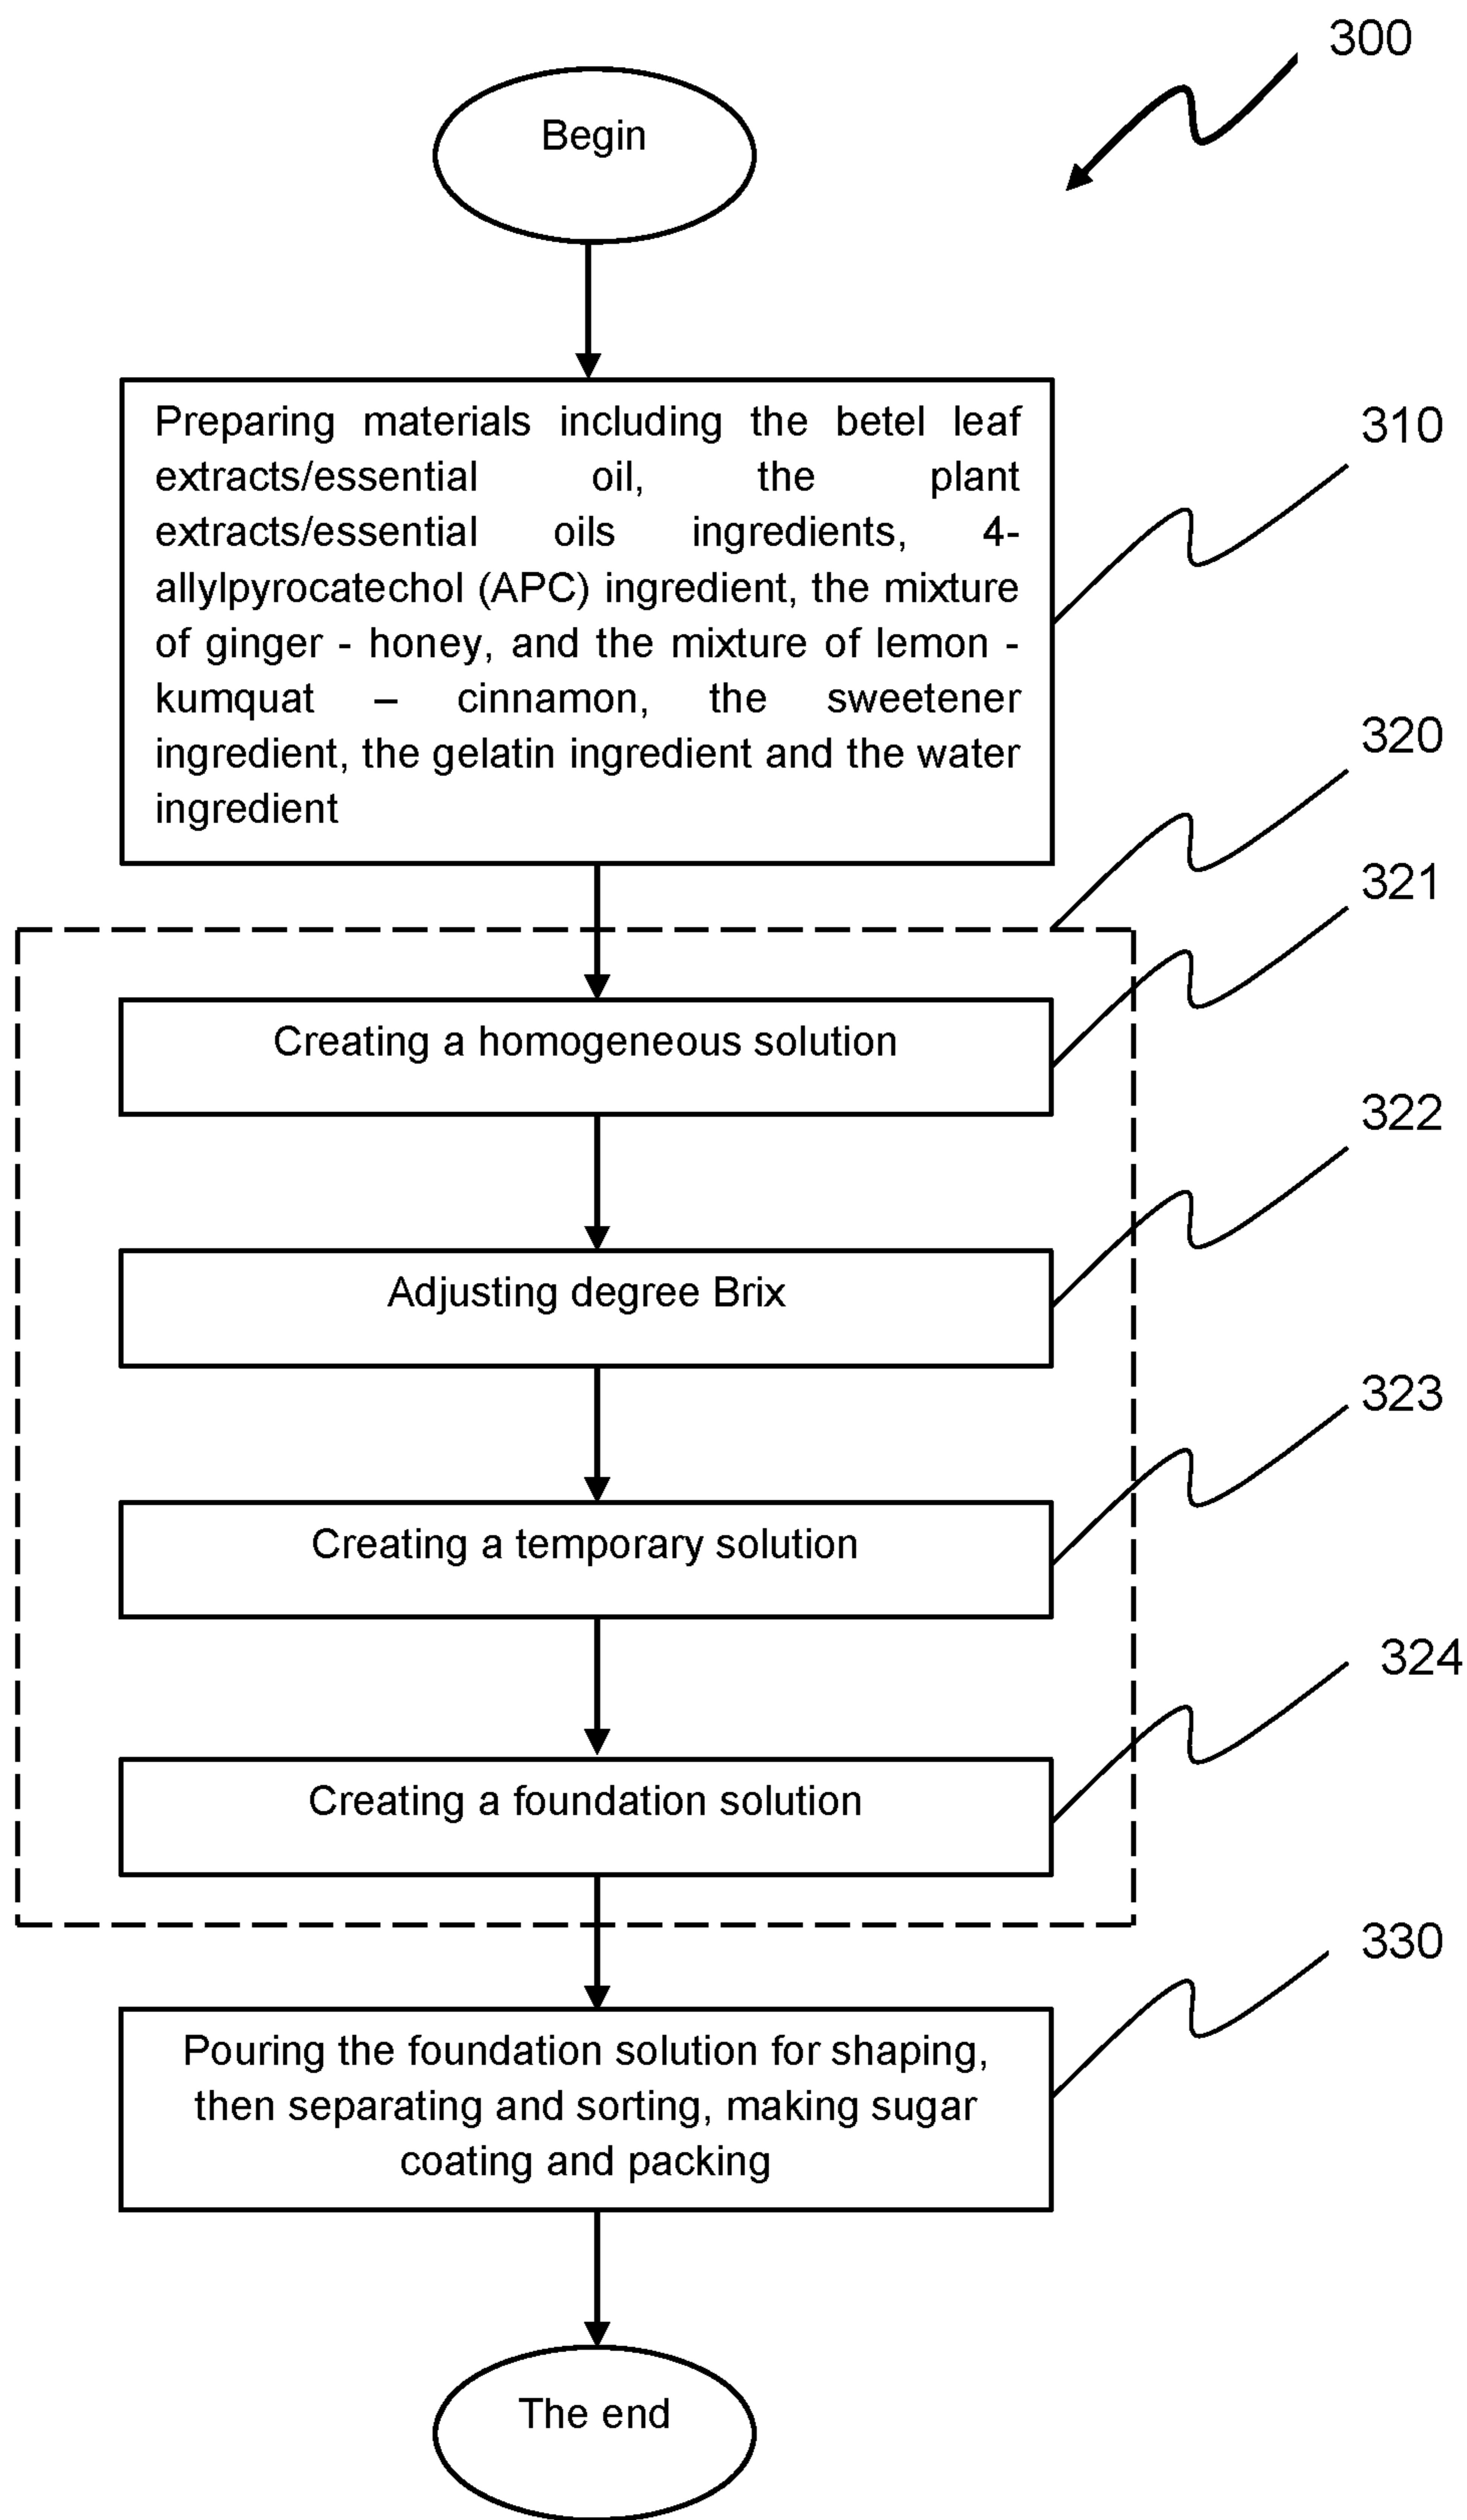 300
Begin
Preparing materials including the betel leaf
extracts/essential oil, the plant
extracts/essential oils ingredients, 4-
allylpyrocatechol (APC) ingredient, the mixture
of ginger - honey, and the mixture of lemon -
kumquat – cinnamon, the sweetener
ingredient, the gelatin ingredient and the water
ingredient
310
320
321
Creating a homogeneous solution
322
Adjusting degree Brix
323
Creating a temporary solution
324
Creating a foundation solution
330
Pouring the foundation solution for shaping,
then separating and sorting, making sugar
coating and packing
The end